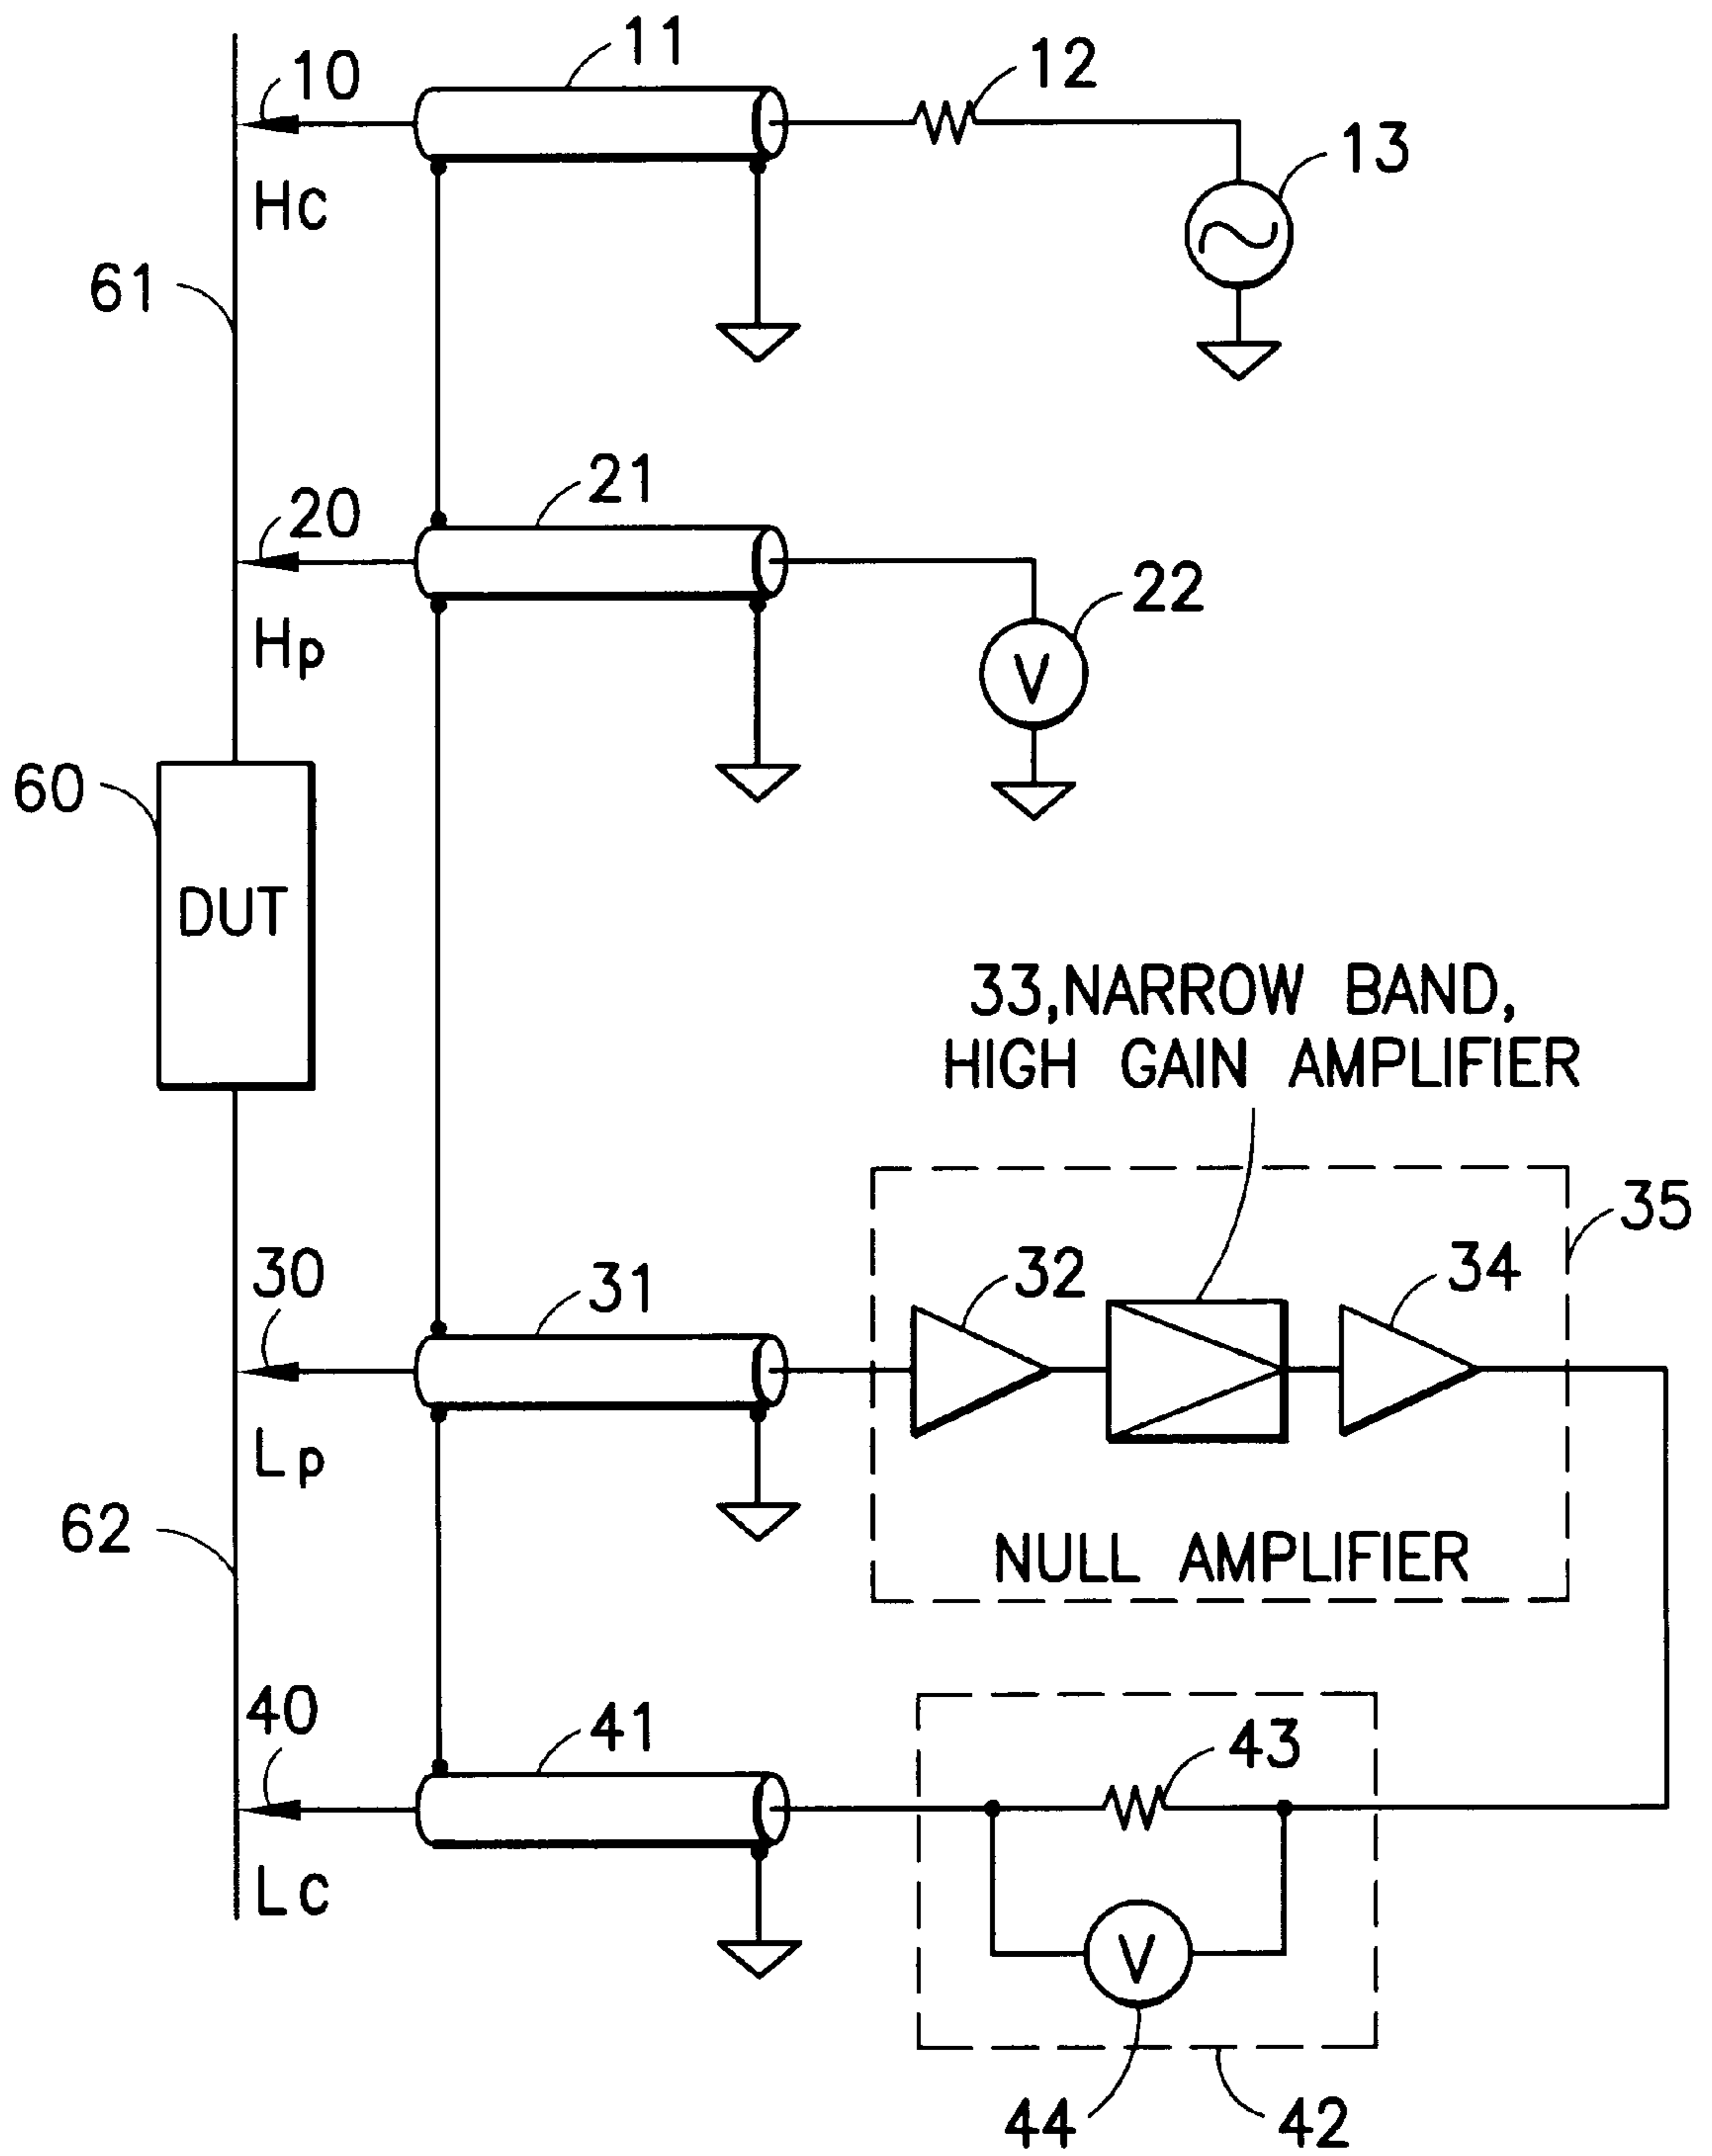 11
10
12
13
Hc
61
21
20
22
Hp
V
60
DUT
33,NARROW BAND,
HIGH GAIN AMPLIFIER
35
30
31
32
34
Lp
62
NULL AMPLIFIER
40
41
43
Lc
V
44
42